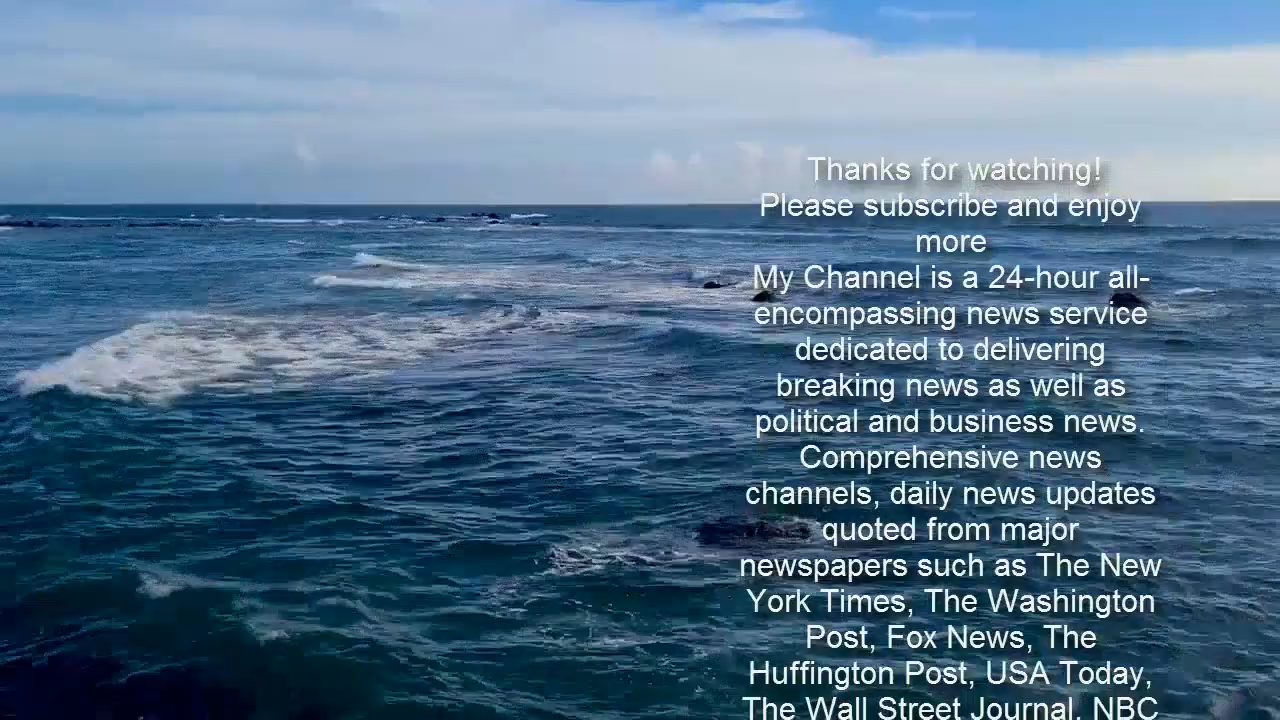 Thanks for watching!
Please subscribe and enjoy
more
My Channel is a 24-hour all-
encompassing news service
dedicated to delivering
breaking news as well as
political and business news.
Comprehensive news
channels, daily news updates
quoted from major
newspapers such as The New
York Times, The Washington
Post, Fox News, The
Huffington Post, USA Today,
The Wall Street Journal, NBC